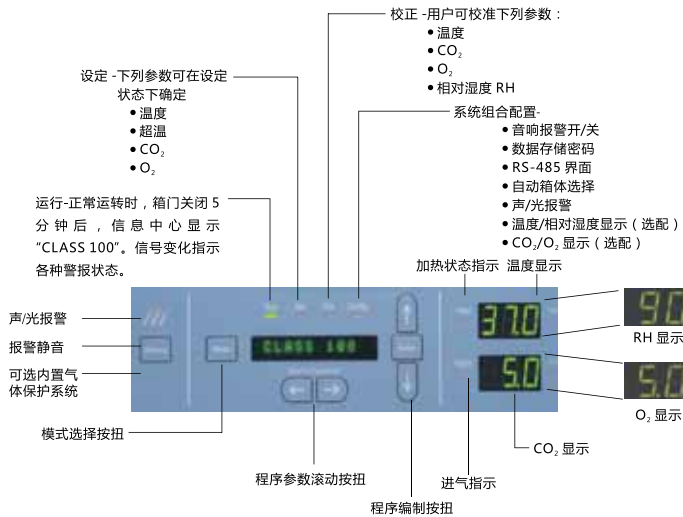 校正 -用户可校准下列参数：
● 温度
● CO₂
● O₂
● 相对湿度 RH
设定 -下列参数可在设定
状态下确定
● 温度
● 超温
● CO₂
● O₂
系统组合配置-
● 音响报警开/关
● 数据存储密码
● RS-485 界面
● 自动箱体选择
● 声/光报警
● 温度/相对湿度显示（选配）
● CO₂/O₂ 显示（选配）
运行-正常运转时，箱门关闭 5
分钟后，信息中心显示
“CLASS 100”。信号变化指示
各种警报状态。
加热状态指示 温度显示
声/光报警
报警静音
可选内置气
体保护系统
CLASS 100
37.0
5.0
90
RH 显示
5.0
O₂ 显示
模式选择按扭
CO₂ 显示
程序参数滚动按扭
进气指示
程序编制按扭